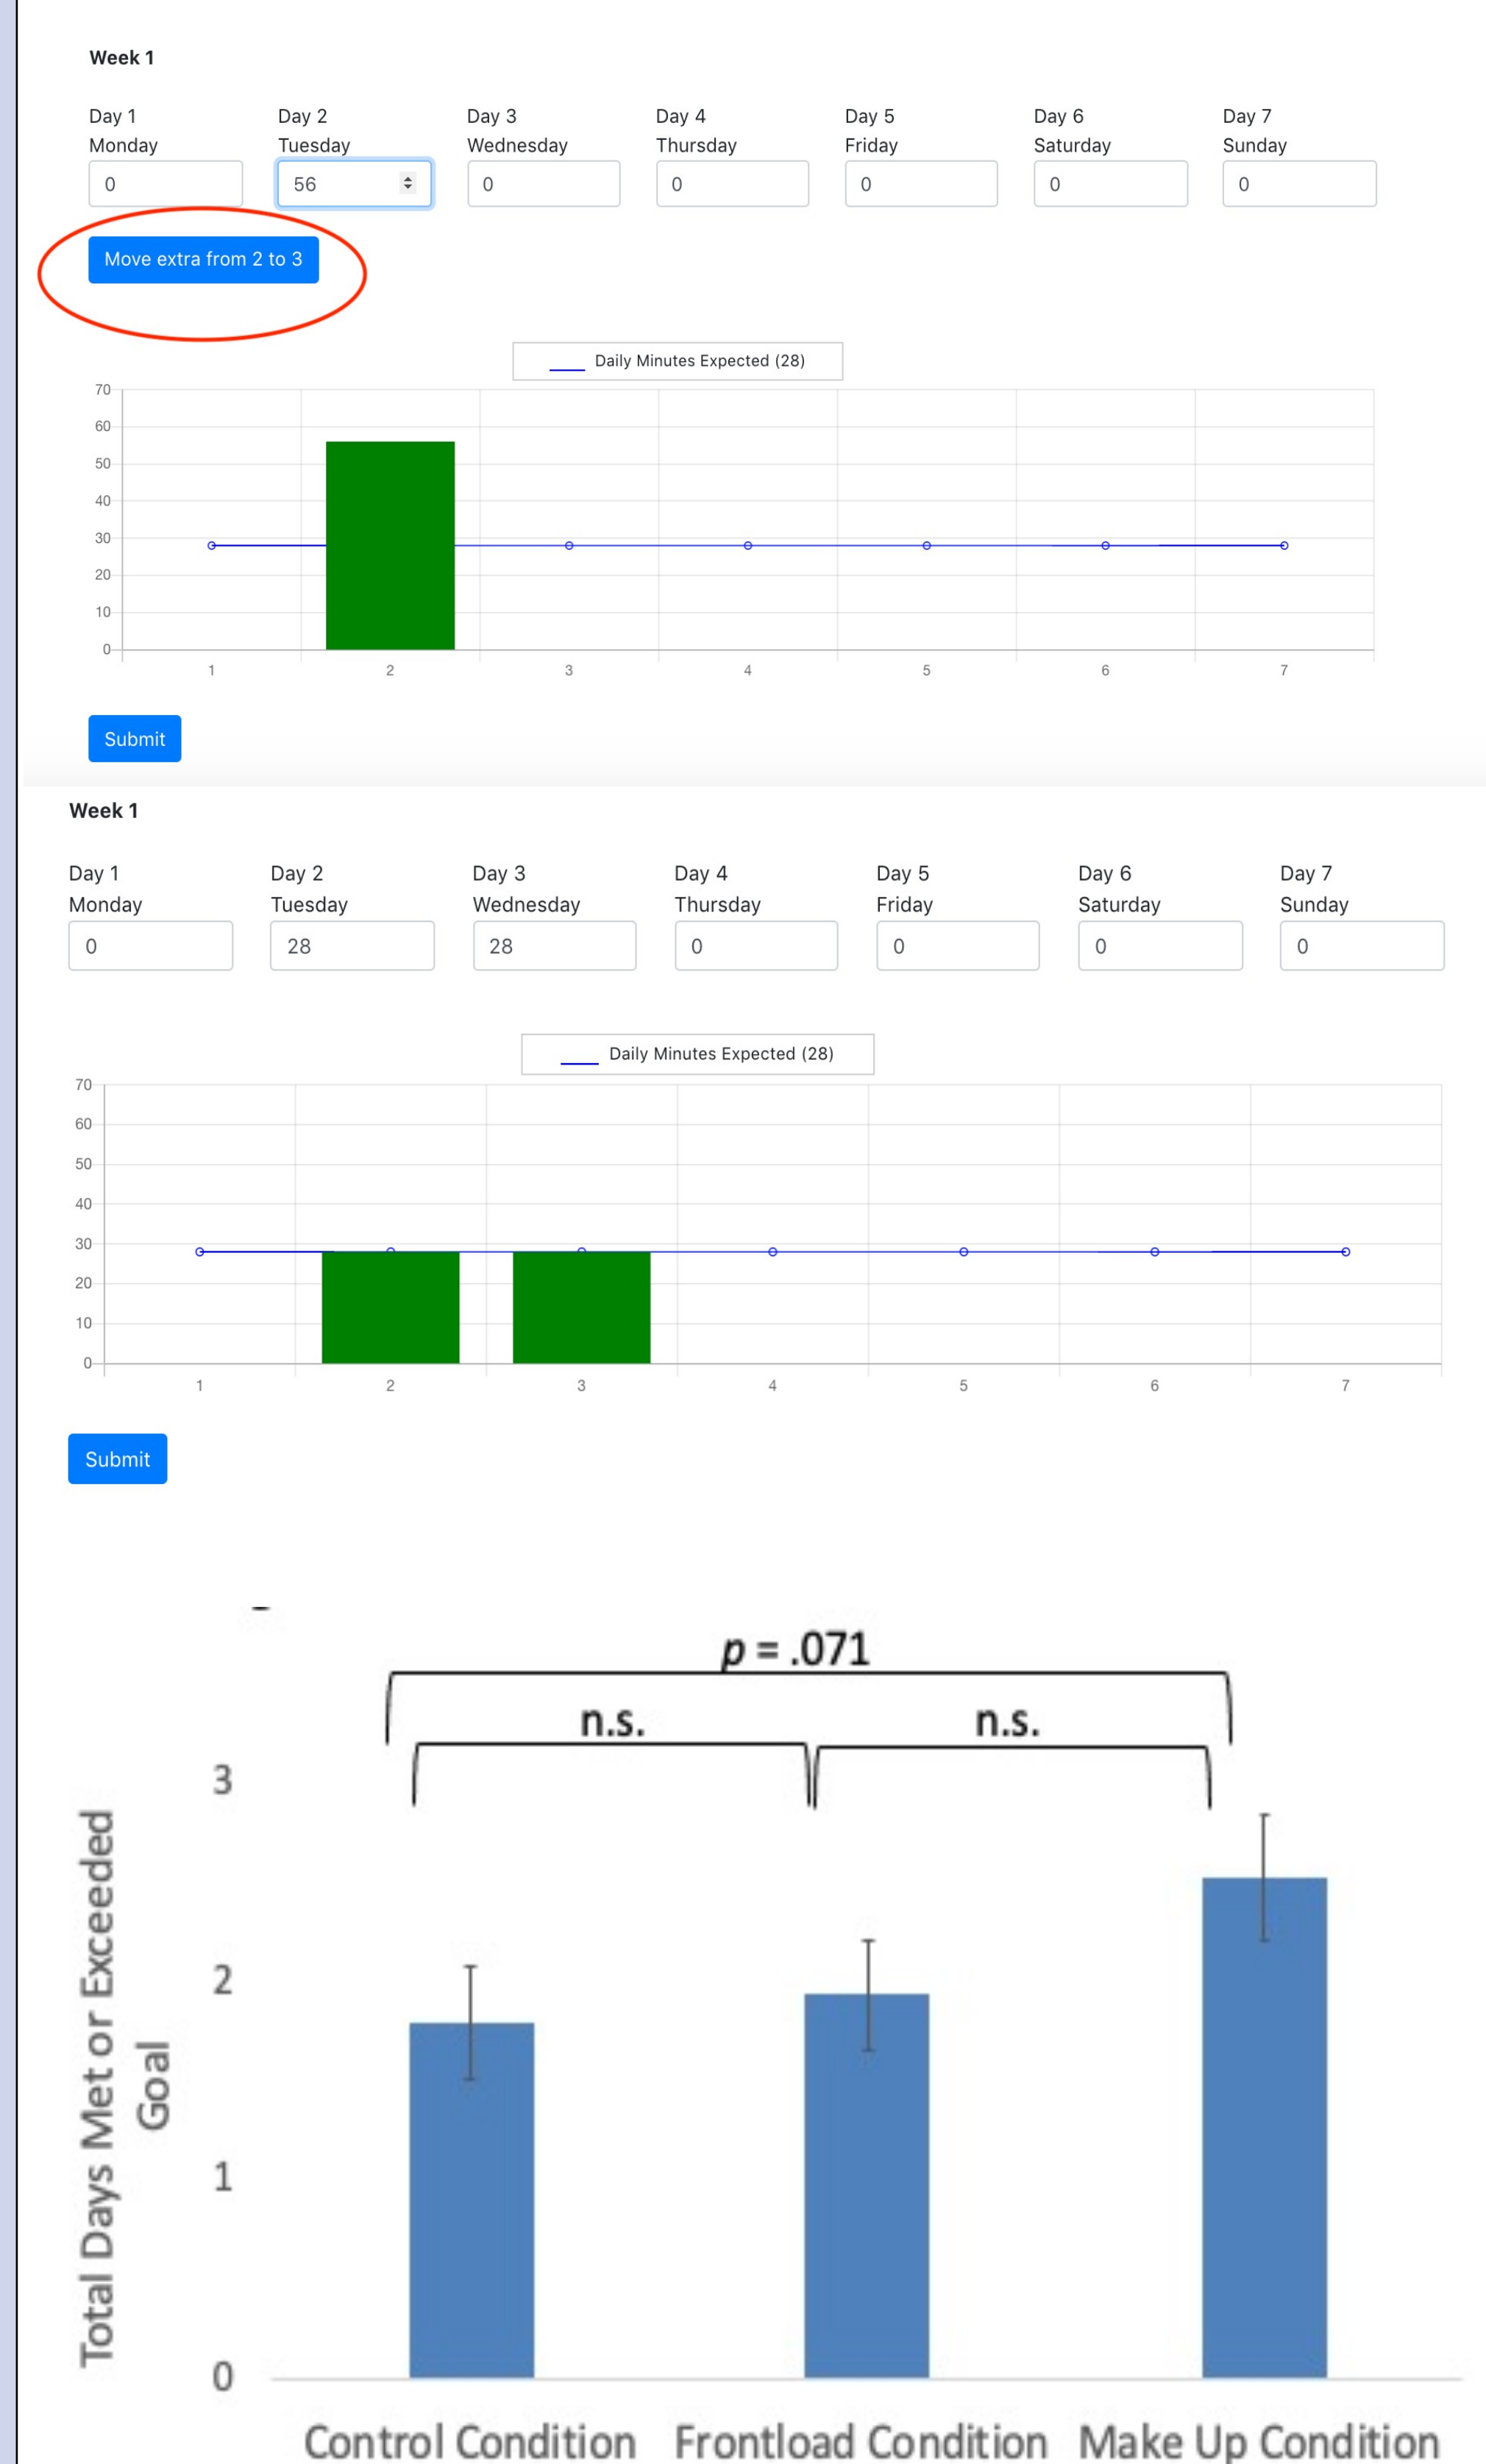 Week 1
Day 1 Day 2 Day 3 Day 4 Day 5 Day 6 Day 7
Monday Tuesday Wednesday Thursday Friday Saturday Sunday
0 56 0 0 0 0 0
Move extra from 2 to 3
Daily Minutes Expected (28)
70
60
50
40
30
20
10
0
1 2 3 4 5 6 7
Submit
Week 1
Day 1 Day 2 Day 3 Day 4 Day 5 Day 6 Day 7
Monday Tuesday Wednesday Thursday Friday Saturday Sunday
0 28 28 0 0 0 0
Daily Minutes Expected (28)
70
60
50
40
30
20
10
0
1 2 3 4 5 6 7
Submit
p = .071
n.s. n.s.
Total Days Met or Exceeded
Goal
3
2
1
0
Control Condition Frontload Condition Make Up Condition